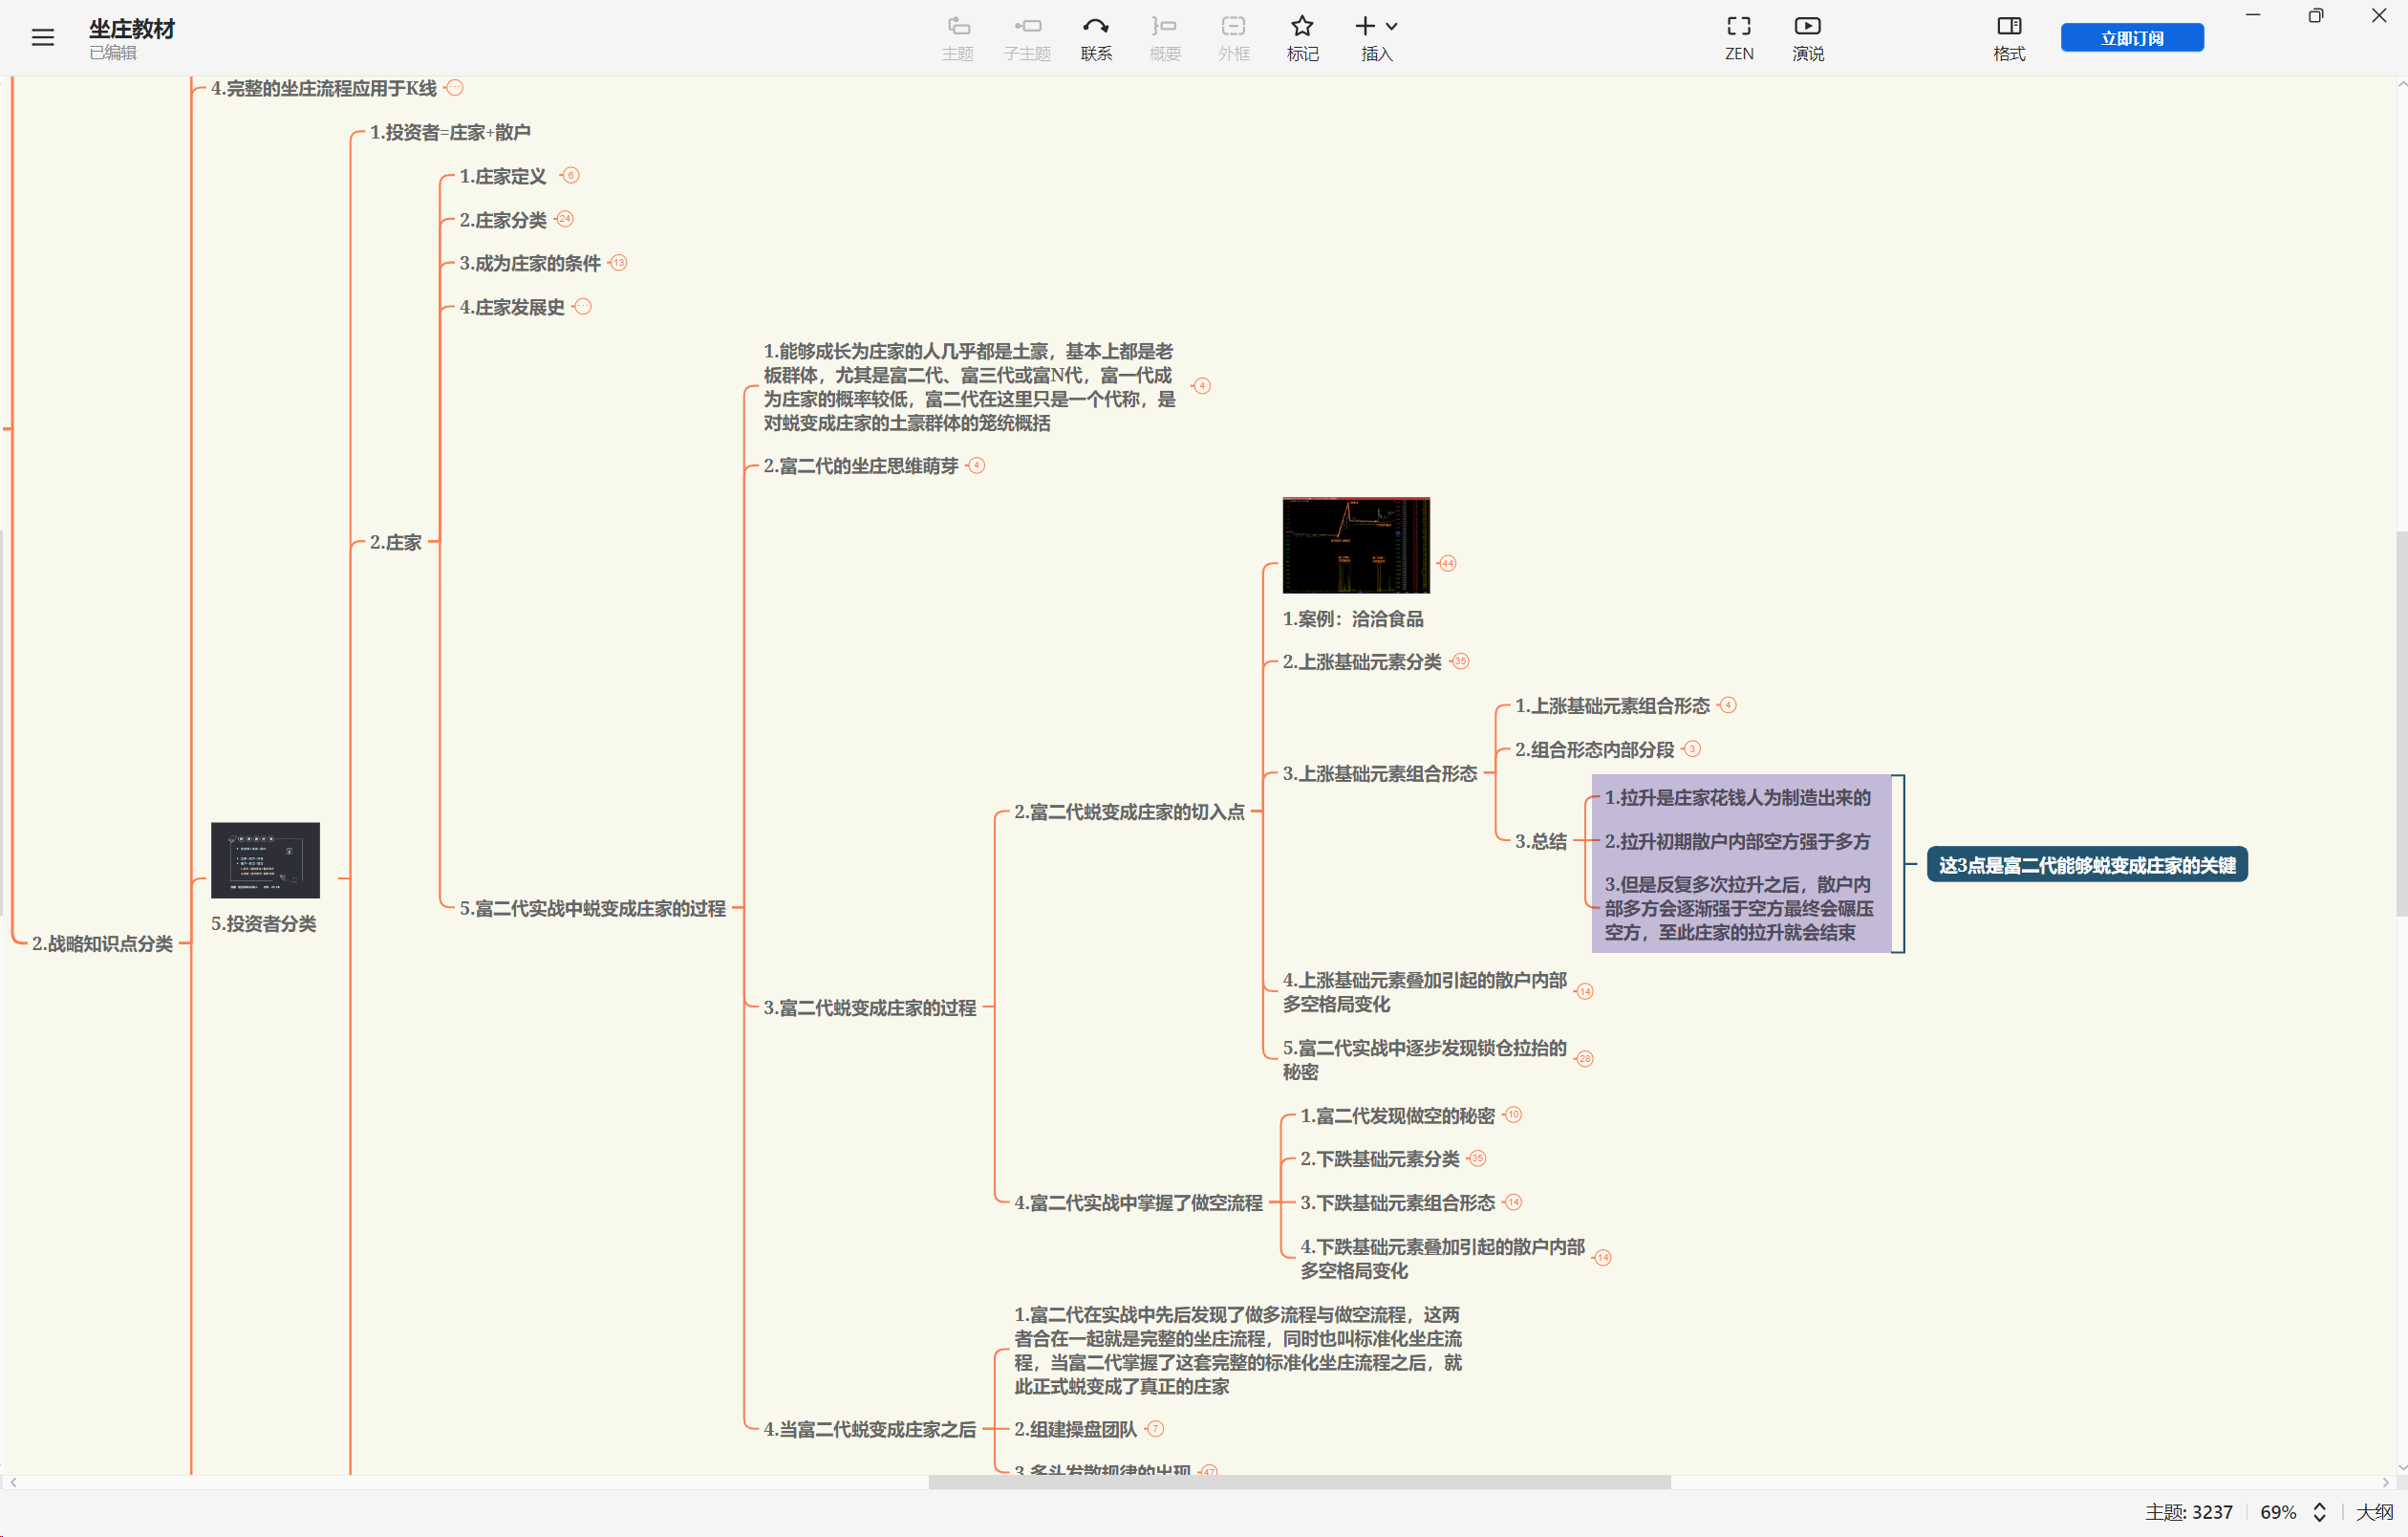 坐庄教材
已编辑
主题
子主题
联系
概要
外框
标记
插入
ZEN
演说
格式
立即订阅
4.完整的坐庄流程应用于K线
1.投资者=庄家+散户
1.庄家定义
6
2.庄家分类
24
3.成为庄家的条件
13
4.庄家发展史
1.能够成长为庄家的人几乎都是土豪，基本上都是老
板群体，尤其是富二代、富三代或富N代，富一代成
为庄家的概率较低，富二代在这里只是一个代称，是
对蜕变成庄家的土豪群体的笼统概括
4
2.富二代的坐庄思维萌芽
4
2.庄家
44
1.案例：洽洽食品
2.上涨基础元素分类
35
1.上涨基础元素组合形态
4
2.组合形态内部分段
3
3.上涨基础元素组合形态
1.拉升是庄家花钱人为制造出来的
2.富二代蜕变成庄家的切入点
3.总结
2.拉升初期散户内部空方强于多方
这3点是富二代能够蜕变成庄家的关键
3.但是反复多次拉升之后，散户内
部多方会逐渐强于空方最终会碾压
空方，至此庄家的拉升就会结束
5.投资者分类
5.富二代实战中蜕变成庄家的过程
2.战略知识点分类
4.上涨基础元素叠加引起的散户内部
多空格局变化
14
3.富二代蜕变成庄家的过程
5.富二代实战中逐步发现锁仓拉抬的
秘密
28
1.富二代发现做空的秘密
10
2.下跌基础元素分类
35
4.富二代实战中掌握了做空流程
3.下跌基础元素组合形态
14
4.下跌基础元素叠加引起的散户内部
多空格局变化
14
1.富二代在实战中先后发现了做多流程与做空流程，这两
者合在一起就是完整的坐庄流程，同时也叫标准化坐庄流
程，当富二代掌握了这套完整的标准化坐庄流程之后，就
此正式蜕变成了真正的庄家
4.当富二代蜕变成庄家之后
2.组建操盘团队
7
3.多头发散规律的出现
47
主题: 3237
69%
大纲